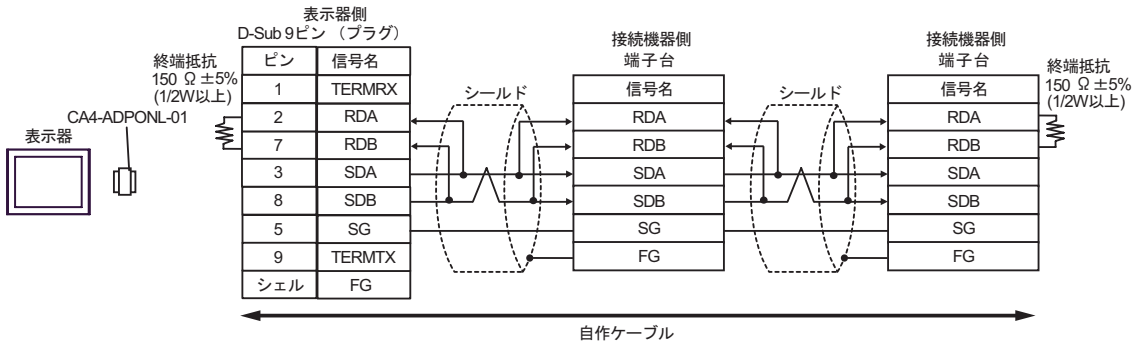 表示器側
D-Sub 9ピン （プラグ）
終端抵抗
150 Ω ±5%
(1/2W以上)
CA4-ADPONL-01
表示器
ピン 信号名
1 TERMRX
2 RDA
7 RDB
3 SDA
8 SDB
5 SG
9 TERMTX
シェル FG
シールド
接続機器側
端子台
信号名
RDA
RDB
SDA
SDB
SG
FG
シールド
接続機器側
端子台
信号名
RDA
RDB
SDA
SDB
SG
FG
終端抵抗
150 Ω ±5%
(1/2W以上)
自作ケーブル